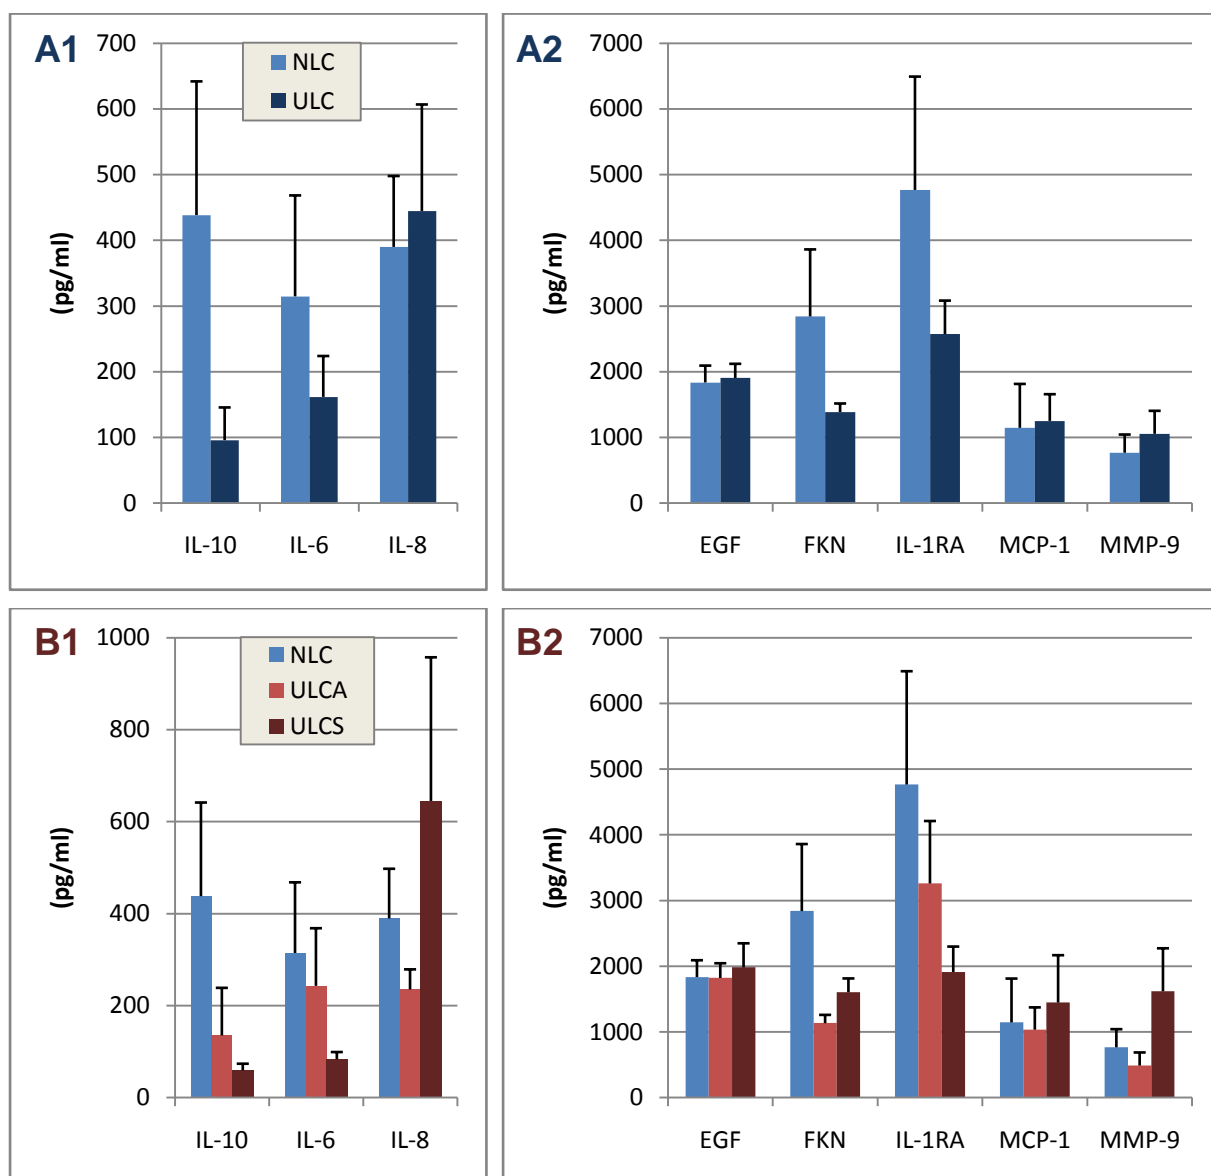 A1
NLC
ULC
700
600
500
400
300
200
100
0
(pg/ml)
IL-10 IL-6 IL-8
A2
7000
6000
5000
4000
3000
2000
1000
0
(pg/ml)
EGF FKN IL-1RA MCP-1 MMP-9
B1
NLC
ULCA
ULCS
1000
800
600
400
200
0
(pg/ml)
IL-10 IL-6 IL-8
B2
7000
6000
5000
4000
3000
2000
1000
0
(pg/ml)
EGF FKN IL-1RA MCP-1 MMP-9